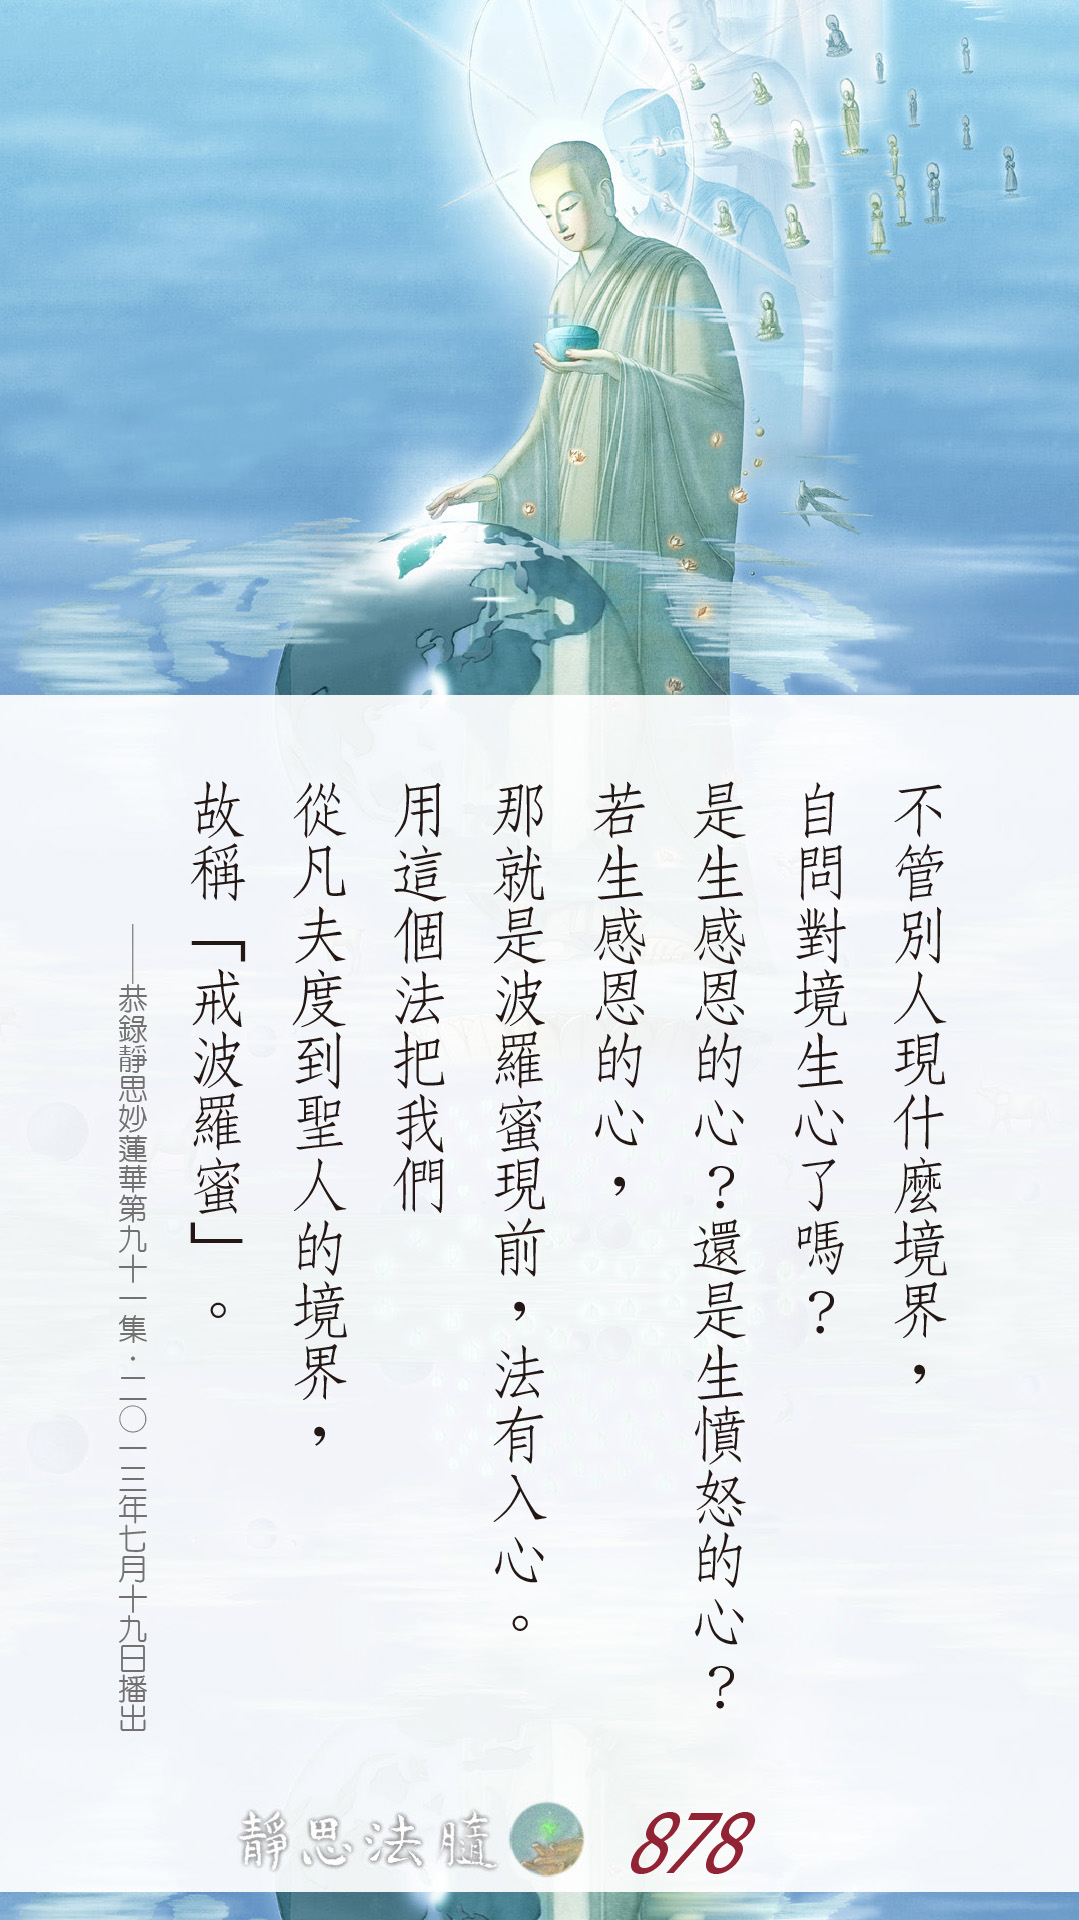 不管別人現什麼境界，
自問對境生心了嗎？
是生感恩的心？還是生憤怒的心？
若生感恩的心，
那就是波羅蜜現前，法有入心。
用這個法把我們
從凡夫度到聖人的境界，
故稱「戒波羅蜜」。
——恭錄靜思妙蓮華第九十一集．二〇一三年七月十九日播出
靜思法髓
878